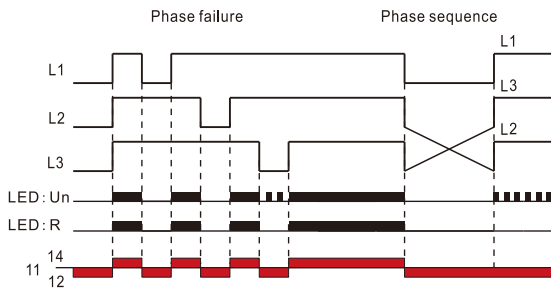 Phase failure
Phase sequence
L1
L1
L3
L2
L2
L3
LED: Un
LED: R
14
11
12